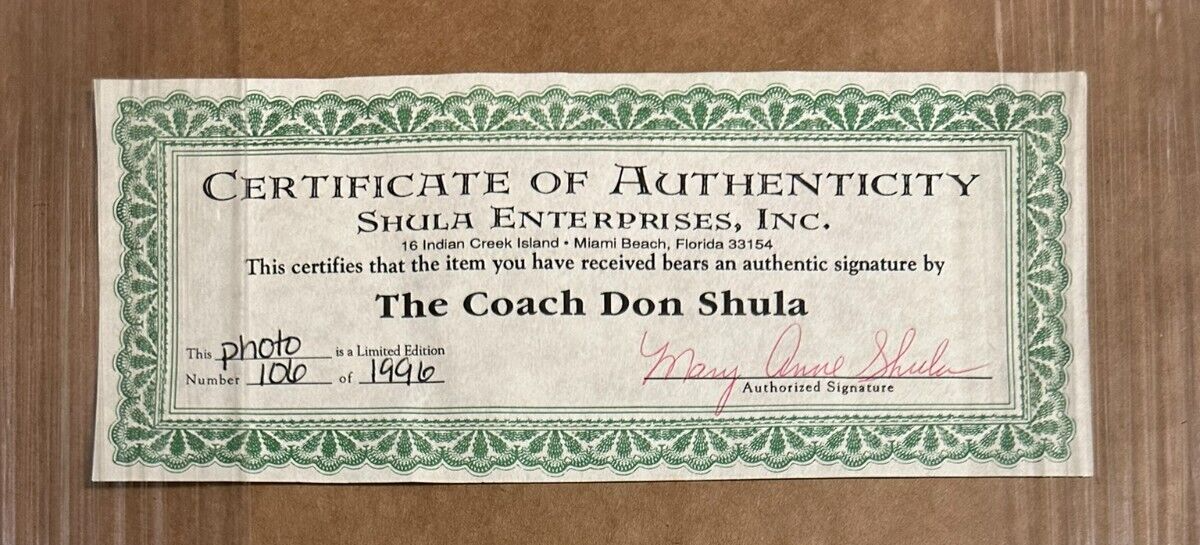 CERTIFICATE OF AUTHENTICITY
SHULA ENTERPRISES, INC.
16 Indian Creek Island • Miami Beach, Florida 33154
This certifies that the item you have received bears an authentic signature by
The Coach Don Shula
This photo is a Limited Edition
Number 106 of 1996
Mary Anne Shula
Authorized Signature